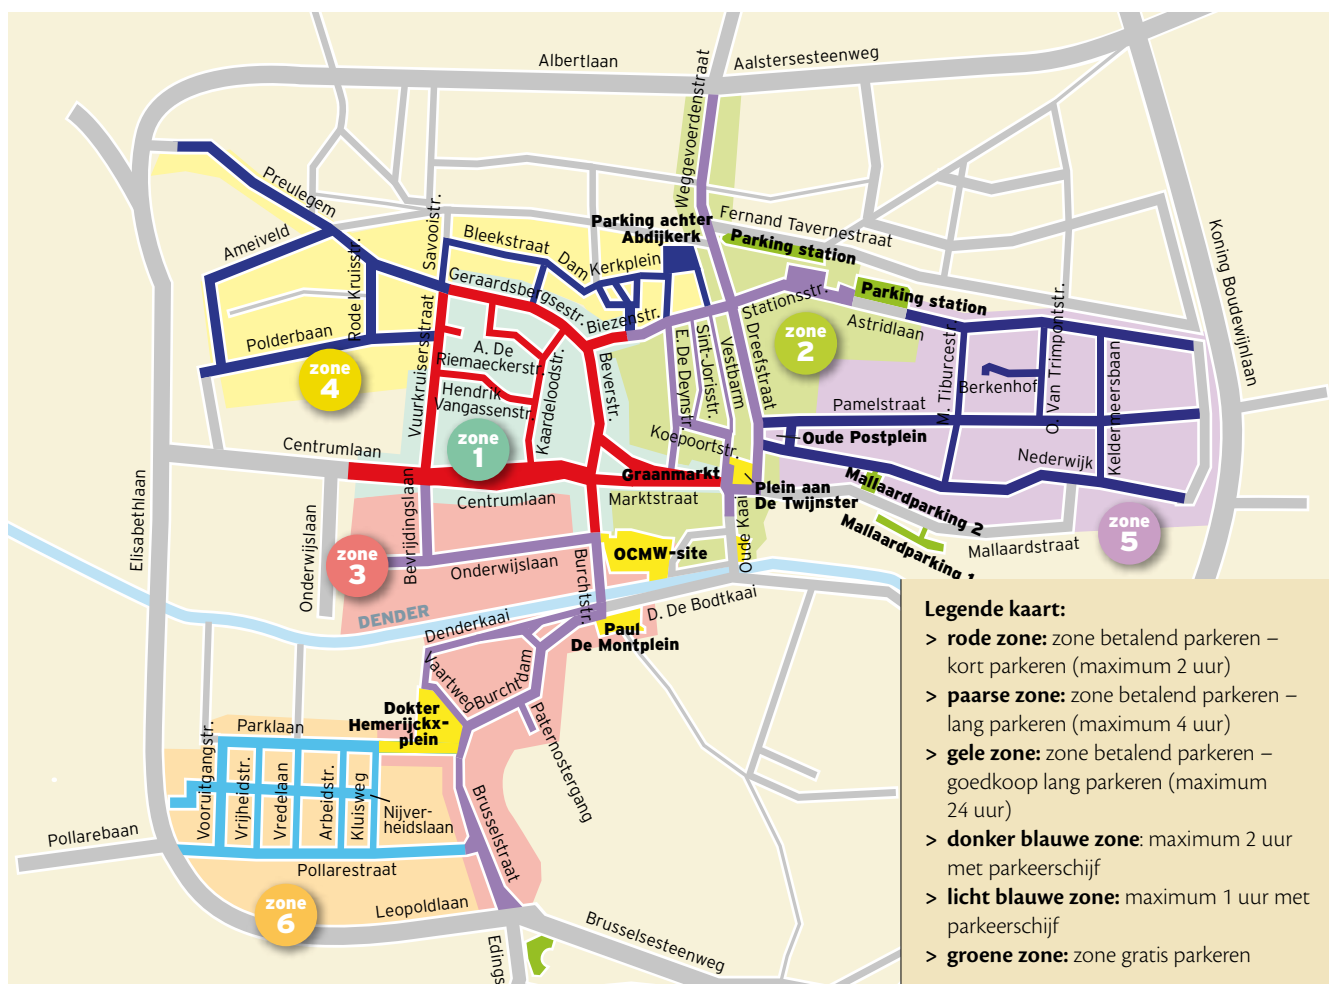 Albertlaan
Aalstersesteenweg
Weggevoerdenstraat
Preulegem
Ameiveld
Rode Kruisstr.
Savooistr.
Bleekstraat
Dam
Kerkplein
Parking achter
Abdijkerk
Fernand Tavernestraat
Parking station
Parking station
Koning Boudewijnlaan
Geraardsbergsestr.
Biezenstr.
Stationsstr.
Astridlaan
Polderbaan
Vuurkruisersstraat
A. De
Riemaeckerstr.
Hendrik
Vangassenstr.
Kaardeloodstr.
Beverstr.
E. De Deynstr.
Sint-Jorisstr.
Vestbarm
Dreefstraat
zone
2
zone
4
zone
1
M. Tiburcestr.
Berkenhof
O. Van Trimpontstr.
Keldermeersbaan
Pamelstraat
Oude Postplein
Nederwijk
Koepoortstr.
Graanmarkt
Marktstraat
Plein aan
De Twijnster
Mallaardparking 2
Mallaardparking 1
Mallaardstraat
zone
5
Centrumlaan
Centrumlaan
Elisabethlaan
Onderwijslaan
Bevrijdingslaan
zone
3
Onderwijslaan
OCMW-site
Oude Kaai
Burchtstr.
DENDER
Denderkaai
D. De Bodtkaai
Paul
De Montplein
Vaartweg
Burchtdam
Dokter
Hemerijckx-
plein
Paternostergang
Parklaan
Vooruitgangstr.
Vrijheidstr.
Vredelaan
Arbeidstr.
Kluisweg
Nijver-
heidslaan
Brusselstraat
Pollarebaan
Pollarestraat
zone
6
Leopoldlaan
Brusselsesteenweg
Edings
Legende kaart:
> rode zone: zone betalend parkeren –
kort parkeren (maximum 2 uur)
> paarse zone: zone betalend parkeren –
lang parkeren (maximum 4 uur)
> gele zone: zone betalend parkeren –
goedkoop lang parkeren (maximum
24 uur)
> donker blauwe zone: maximum 2 uur
met parkeerschijf
> licht blauwe zone: maximum 1 uur met
parkeerschijf
> groene zone: zone gratis parkeren